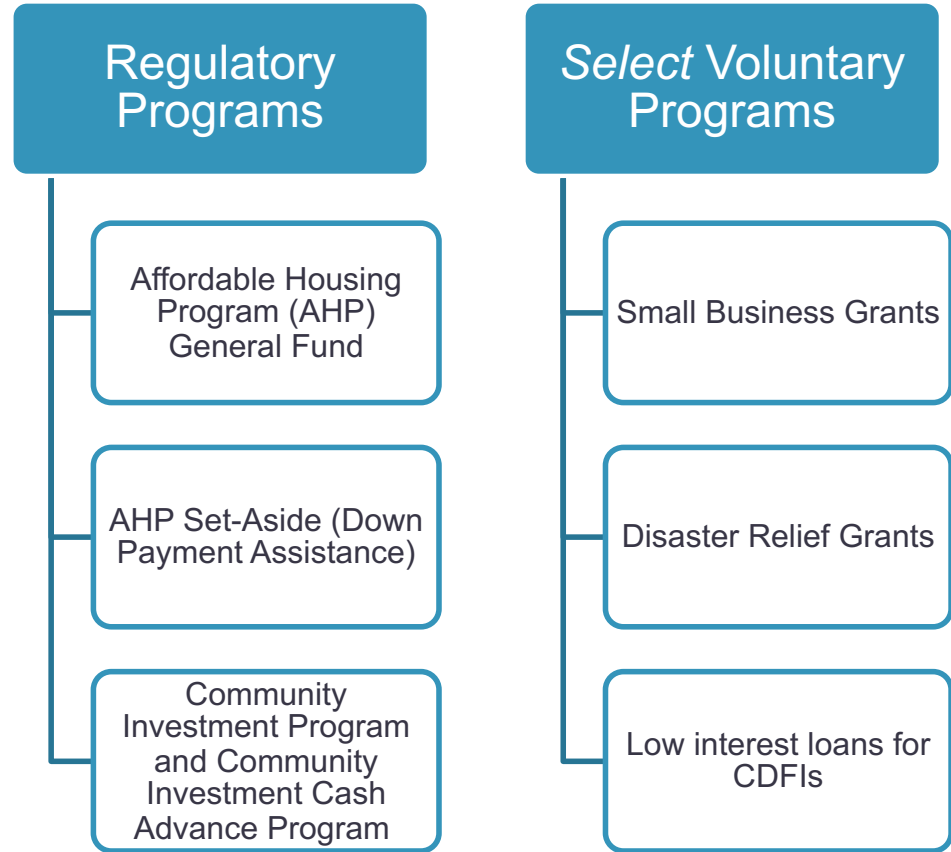 Regulatory
Programs
Affordable Housing
Program (AHP)
General Fund
AHP Set-Aside (Down
Payment Assistance)
Community
Investment Program
and Community
Investment Cash
Advance Program
Select Voluntary
Programs
Small Business Grants
Disaster Relief Grants
Low interest loans for
CDFIs